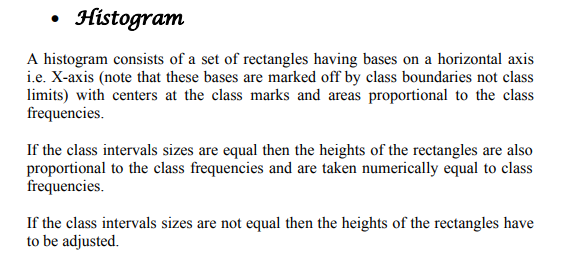 • Histogram
A histogram consists of a set of rectangles having bases on a horizontal axis
i.e. X-axis (note that these bases are marked off by class boundaries not class
limits) with centers at the class marks and areas proportional to the class
frequencies.
If the class intervals sizes are equal then the heights of the rectangles are also
proportional to the class frequencies and are taken numerically equal to class
frequencies.
If the class intervals sizes are not equal then the heights of the rectangles have
to be adjusted.